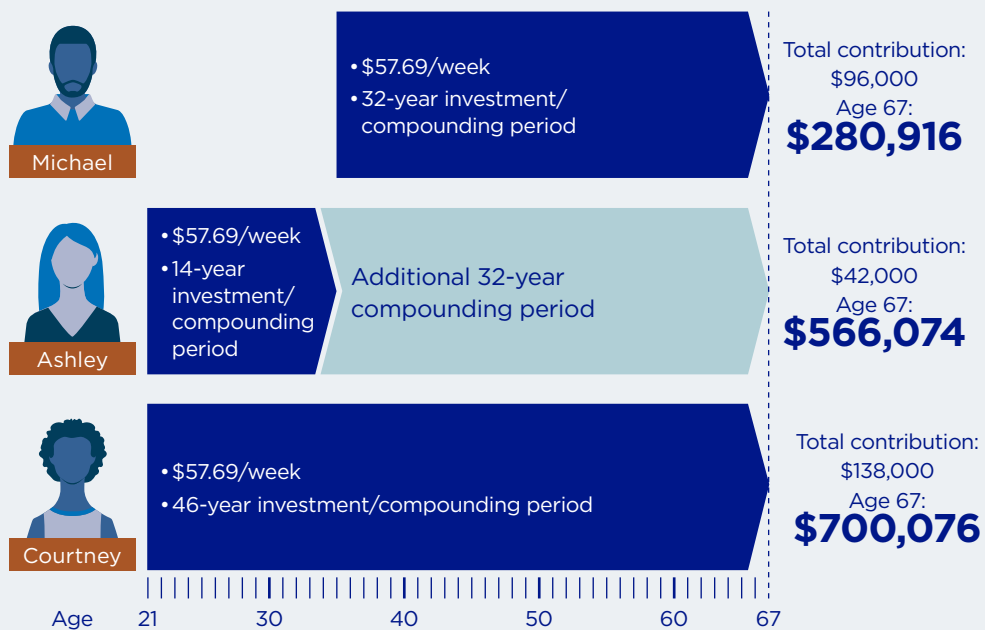 Michael
• $57.69/week
• 32-year investment/
compounding period
Total contribution:
$96,000
Age 67:
$280,916
Ashley
• $57.69/week
• 14-year
investment/
compounding
period
Additional 32-year
compounding period
Total contribution:
$42,000
Age 67:
$566,074
Courtney
• $57.69/week
• 46-year investment/compounding period
Total contribution:
$138,000
Age 67:
$700,076
Age 21 30 40 50 60 67